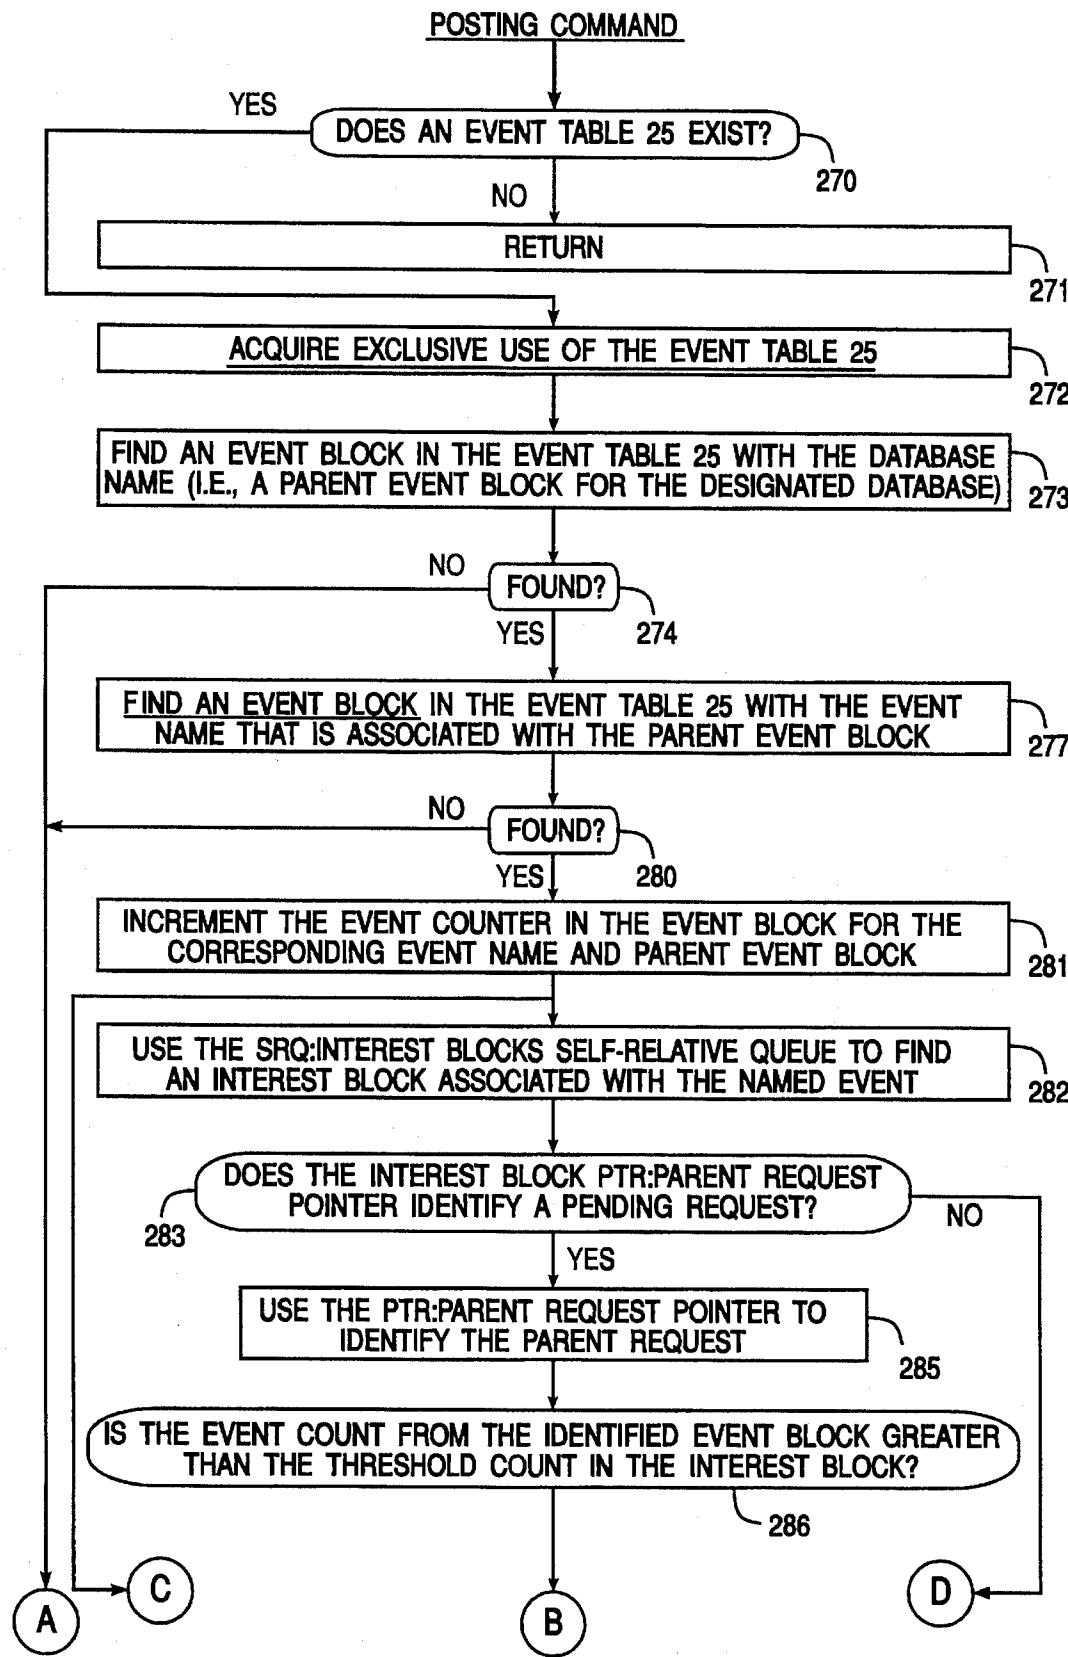 POSTING COMMAND
YES
DOES AN EVENT TABLE 25 EXIST?
270
NO
RETURN
271
ACQUIRE EXCLUSIVE USE OF THE EVENT TABLE 25
272
FIND AN EVENT BLOCK IN THE EVENT TABLE 25 WITH THE DATABASE
NAME (I.E., A PARENT EVENT BLOCK FOR THE DESIGNATED DATABASE)
273
NO
FOUND?
274
YES
FIND AN EVENT BLOCK IN THE EVENT TABLE 25 WITH THE EVENT
NAME THAT IS ASSOCIATED WITH THE PARENT EVENT BLOCK
277
NO
FOUND?
280
YES
INCREMENT THE EVENT COUNTER IN THE EVENT BLOCK FOR THE
CORRESPONDING EVENT NAME AND PARENT EVENT BLOCK
281
USE THE SRQ:INTEREST BLOCKS SELF-RELATIVE QUEUE TO FIND
AN INTEREST BLOCK ASSOCIATED WITH THE NAMED EVENT
282
DOES THE INTEREST BLOCK PTR:PARENT REQUEST
POINTER IDENTIFY A PENDING REQUEST?
283
NO
YES
USE THE PTR:PARENT REQUEST POINTER TO
IDENTIFY THE PARENT REQUEST
285
IS THE EVENT COUNT FROM THE IDENTIFIED EVENT BLOCK GREATER
THAN THE THRESHOLD COUNT IN THE INTEREST BLOCK?
286
A
C
B
D